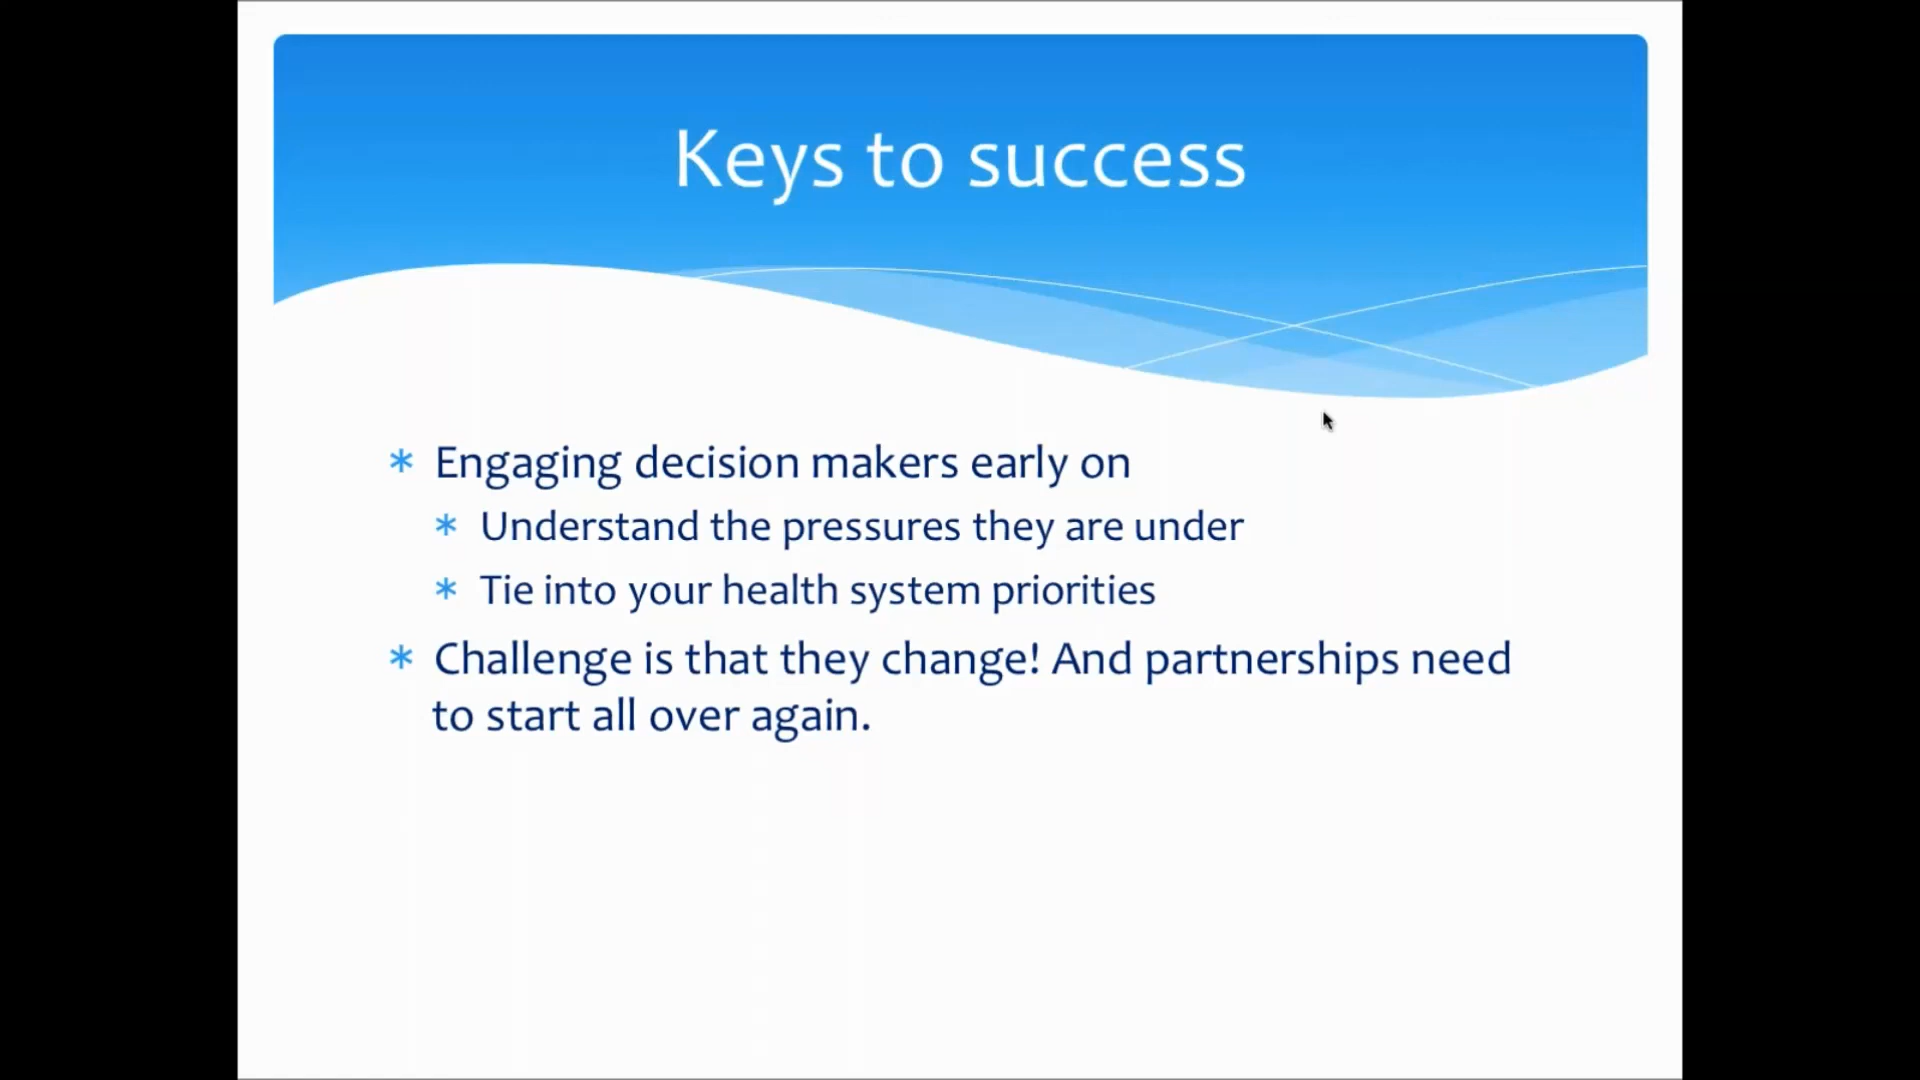 Keys to success
* Engaging decision makers early on
* Understand the pressures they are under
* Tie into your health system priorities
* Challenge is that they change! And partnerships need
to start all over again.